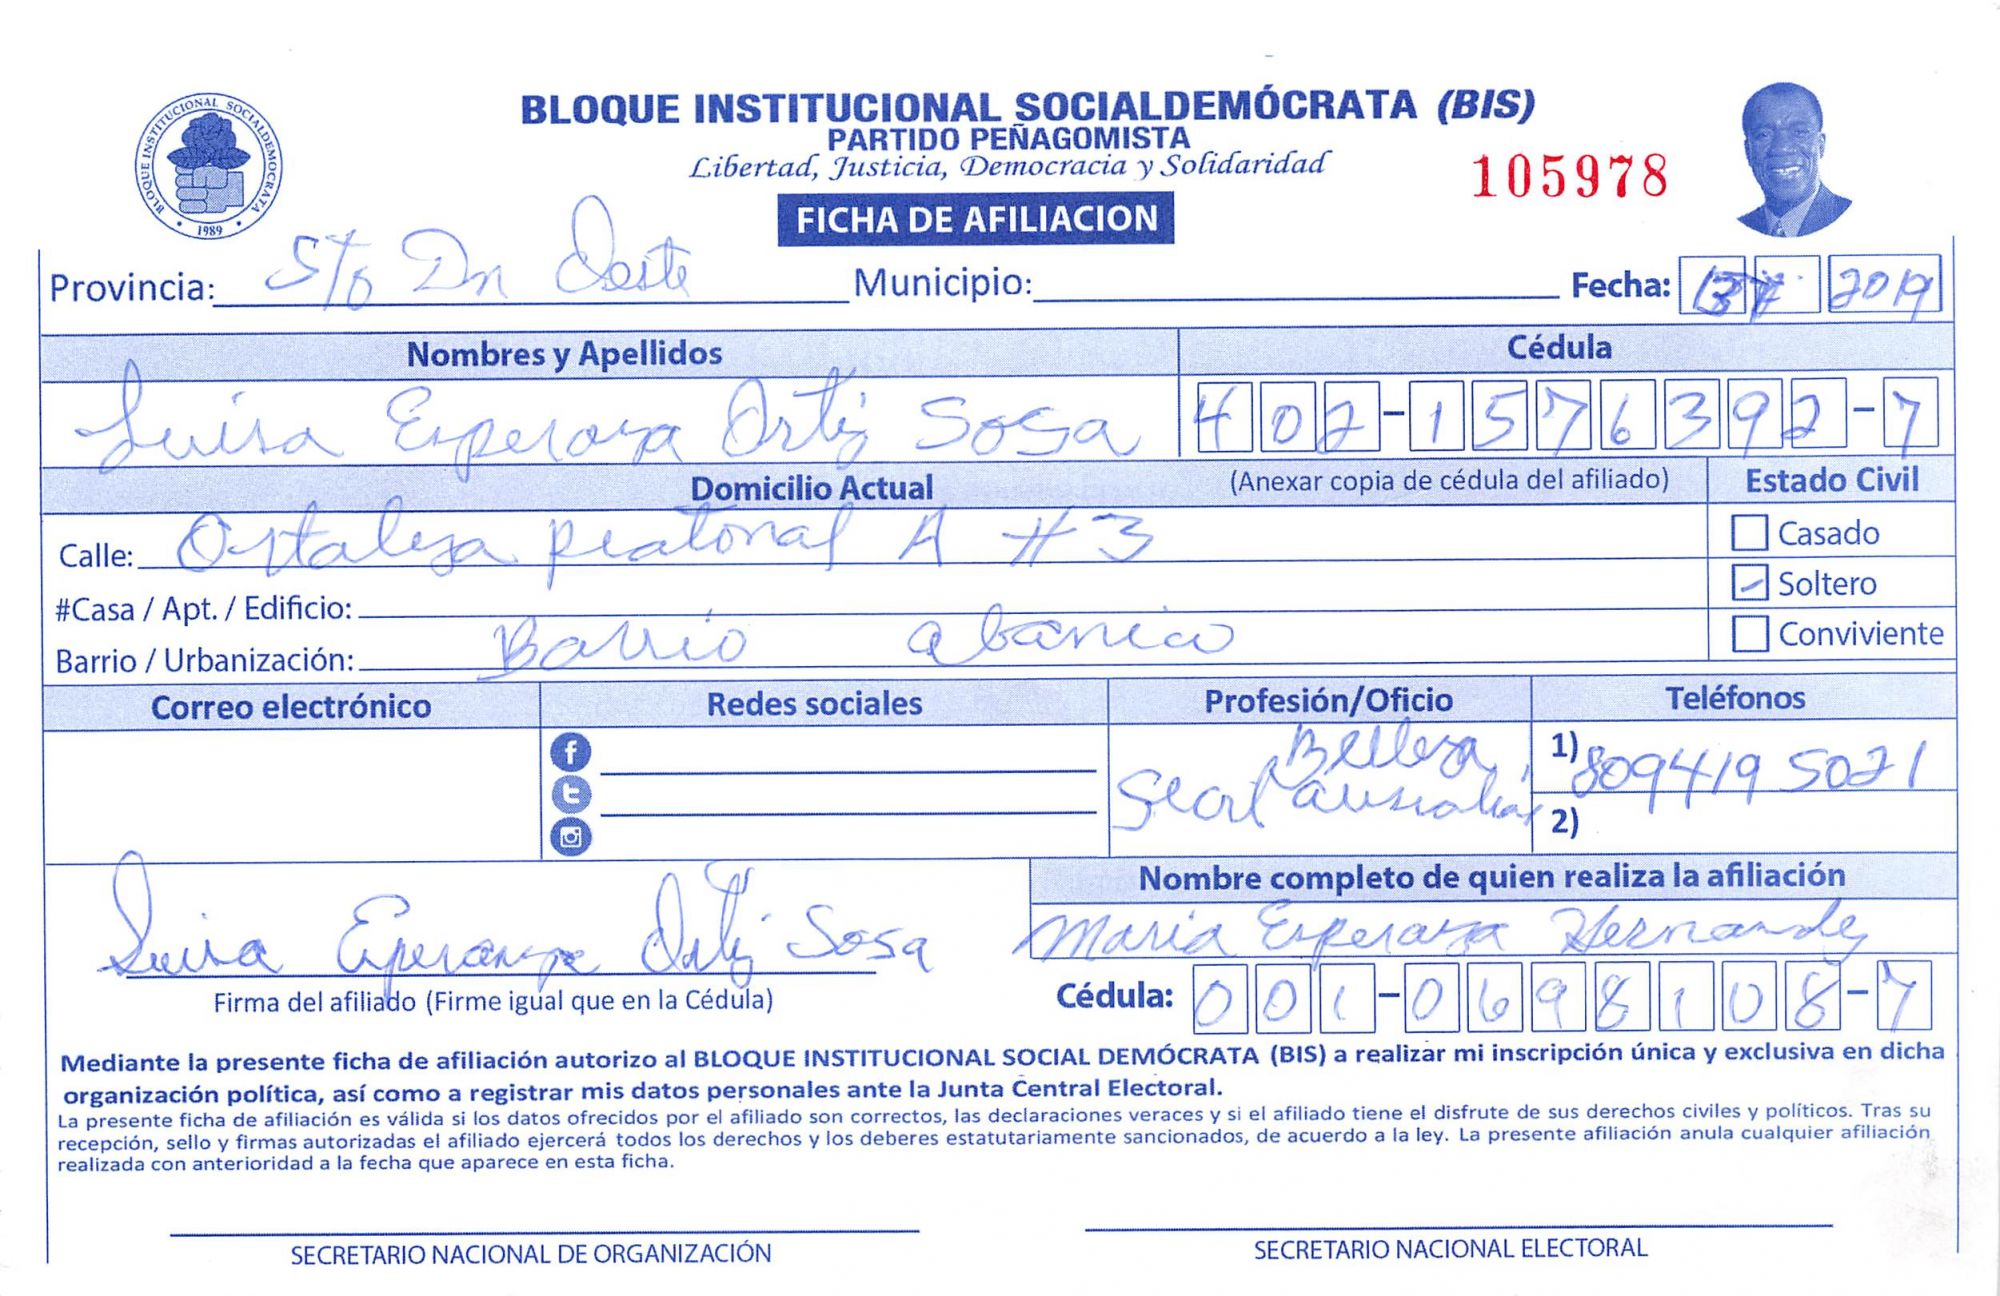 BLOQUE INSTITUCIONAL SOCIALDEMOCRATA
1989
BLOQUE INSTITUCIONAL SOCIALDEMÓCRATA (BIS)
PARTIDO PEÑAGOMISTA
Libertad, Justicia, Democracia y Solidaridad
105978
FICHA DE AFILIACION
Provincia: Sto Dn Oeste Municipio: Fecha: 13 2019
Nombres y Apellidos Cédula
Luisa Esperanza Ortiz Sosa 402-1576392-7
Domicilio Actual (Anexar copia de cédula del afiliado) Estado Civil
Calle: Ortalesa peatonal A #3 Casado
#Casa / Apt. / Edificio: Soltero
Barrio / Urbanización: Barrio abanico Conviviente
Correo electrónico Redes sociales Profesión/Oficio Teléfonos
Belleza 1) 809419 5021
2)
Nombre completo de quien realiza la afiliación
Luisa Esperanza Ortiz Sosa Maria Esperanza Hernandez
Firma del afiliado (Firme igual que en la Cédula) Cédula: 001-0698108-7
Mediante la presente ficha de afiliación autorizo al BLOQUE INSTITUCIONAL SOCIAL DEMÓCRATA (BIS) a realizar mi inscripción única y exclusiva en dicha
organización política, así como a registrar mis datos personales ante la Junta Central Electoral.
La presente ficha de afiliación es válida si los datos ofrecidos por el afiliado son correctos, las declaraciones veraces y si el afiliado tiene el disfrute de sus derechos civiles y políticos. Tras su
recepción, sello y firmas autorizadas el afiliado ejercerá todos los derechos y los deberes estatutariamente sancionados, de acuerdo a la ley. La presente afiliación anula cualquier afiliación
realizada con anterioridad a la fecha que aparece en esta ficha.
SECRETARIO NACIONAL DE ORGANIZACIÓN SECRETARIO NACIONAL ELECTORAL